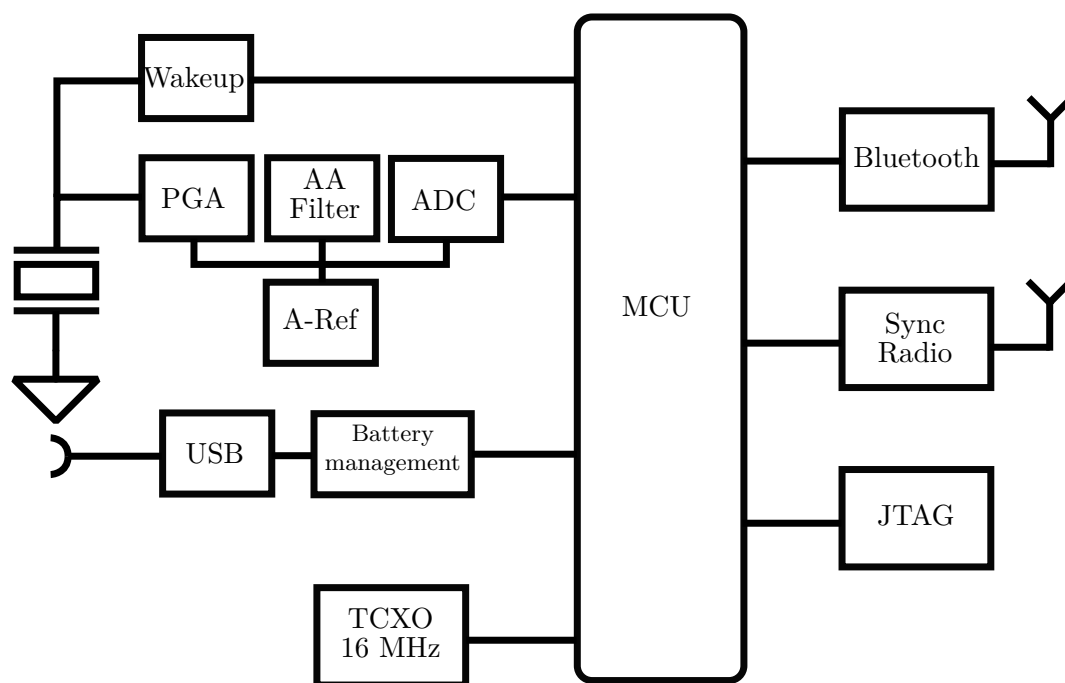 Wakeup
PGA
AA
Filter
ADC
A-Ref
MCU
Bluetooth
Sync
Radio
USB
Battery
management
JTAG
TCXO
16 MHz